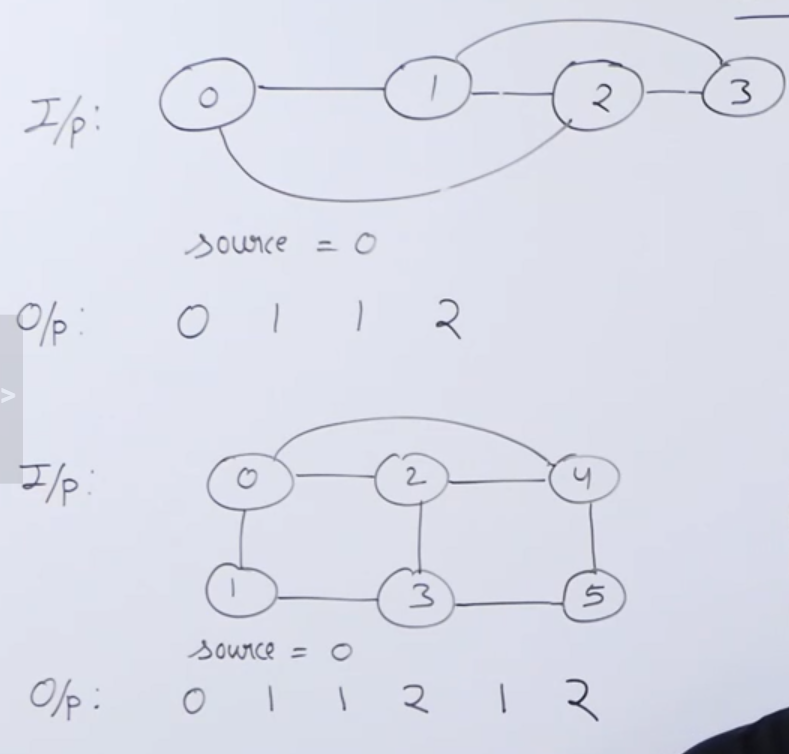 I/p:
0 1 2 3
source = 0
O/p: 0 1 1 2
I/p:
0 2 4
1 3 5
source = 0
O/p: 0 1 1 2 1 2